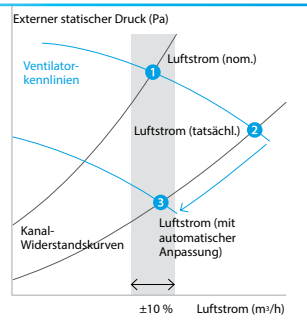 Externer statischer Druck (Pa)
Ventilator-
kennlinien
1
Luftstrom (nom.)
Luftstrom (tatsächl.)
2
3
Kanal-
Widerstandskurven
Luftstrom (mit
automatischer
Anpassung)
±10 %
Luftstrom (m³/h)